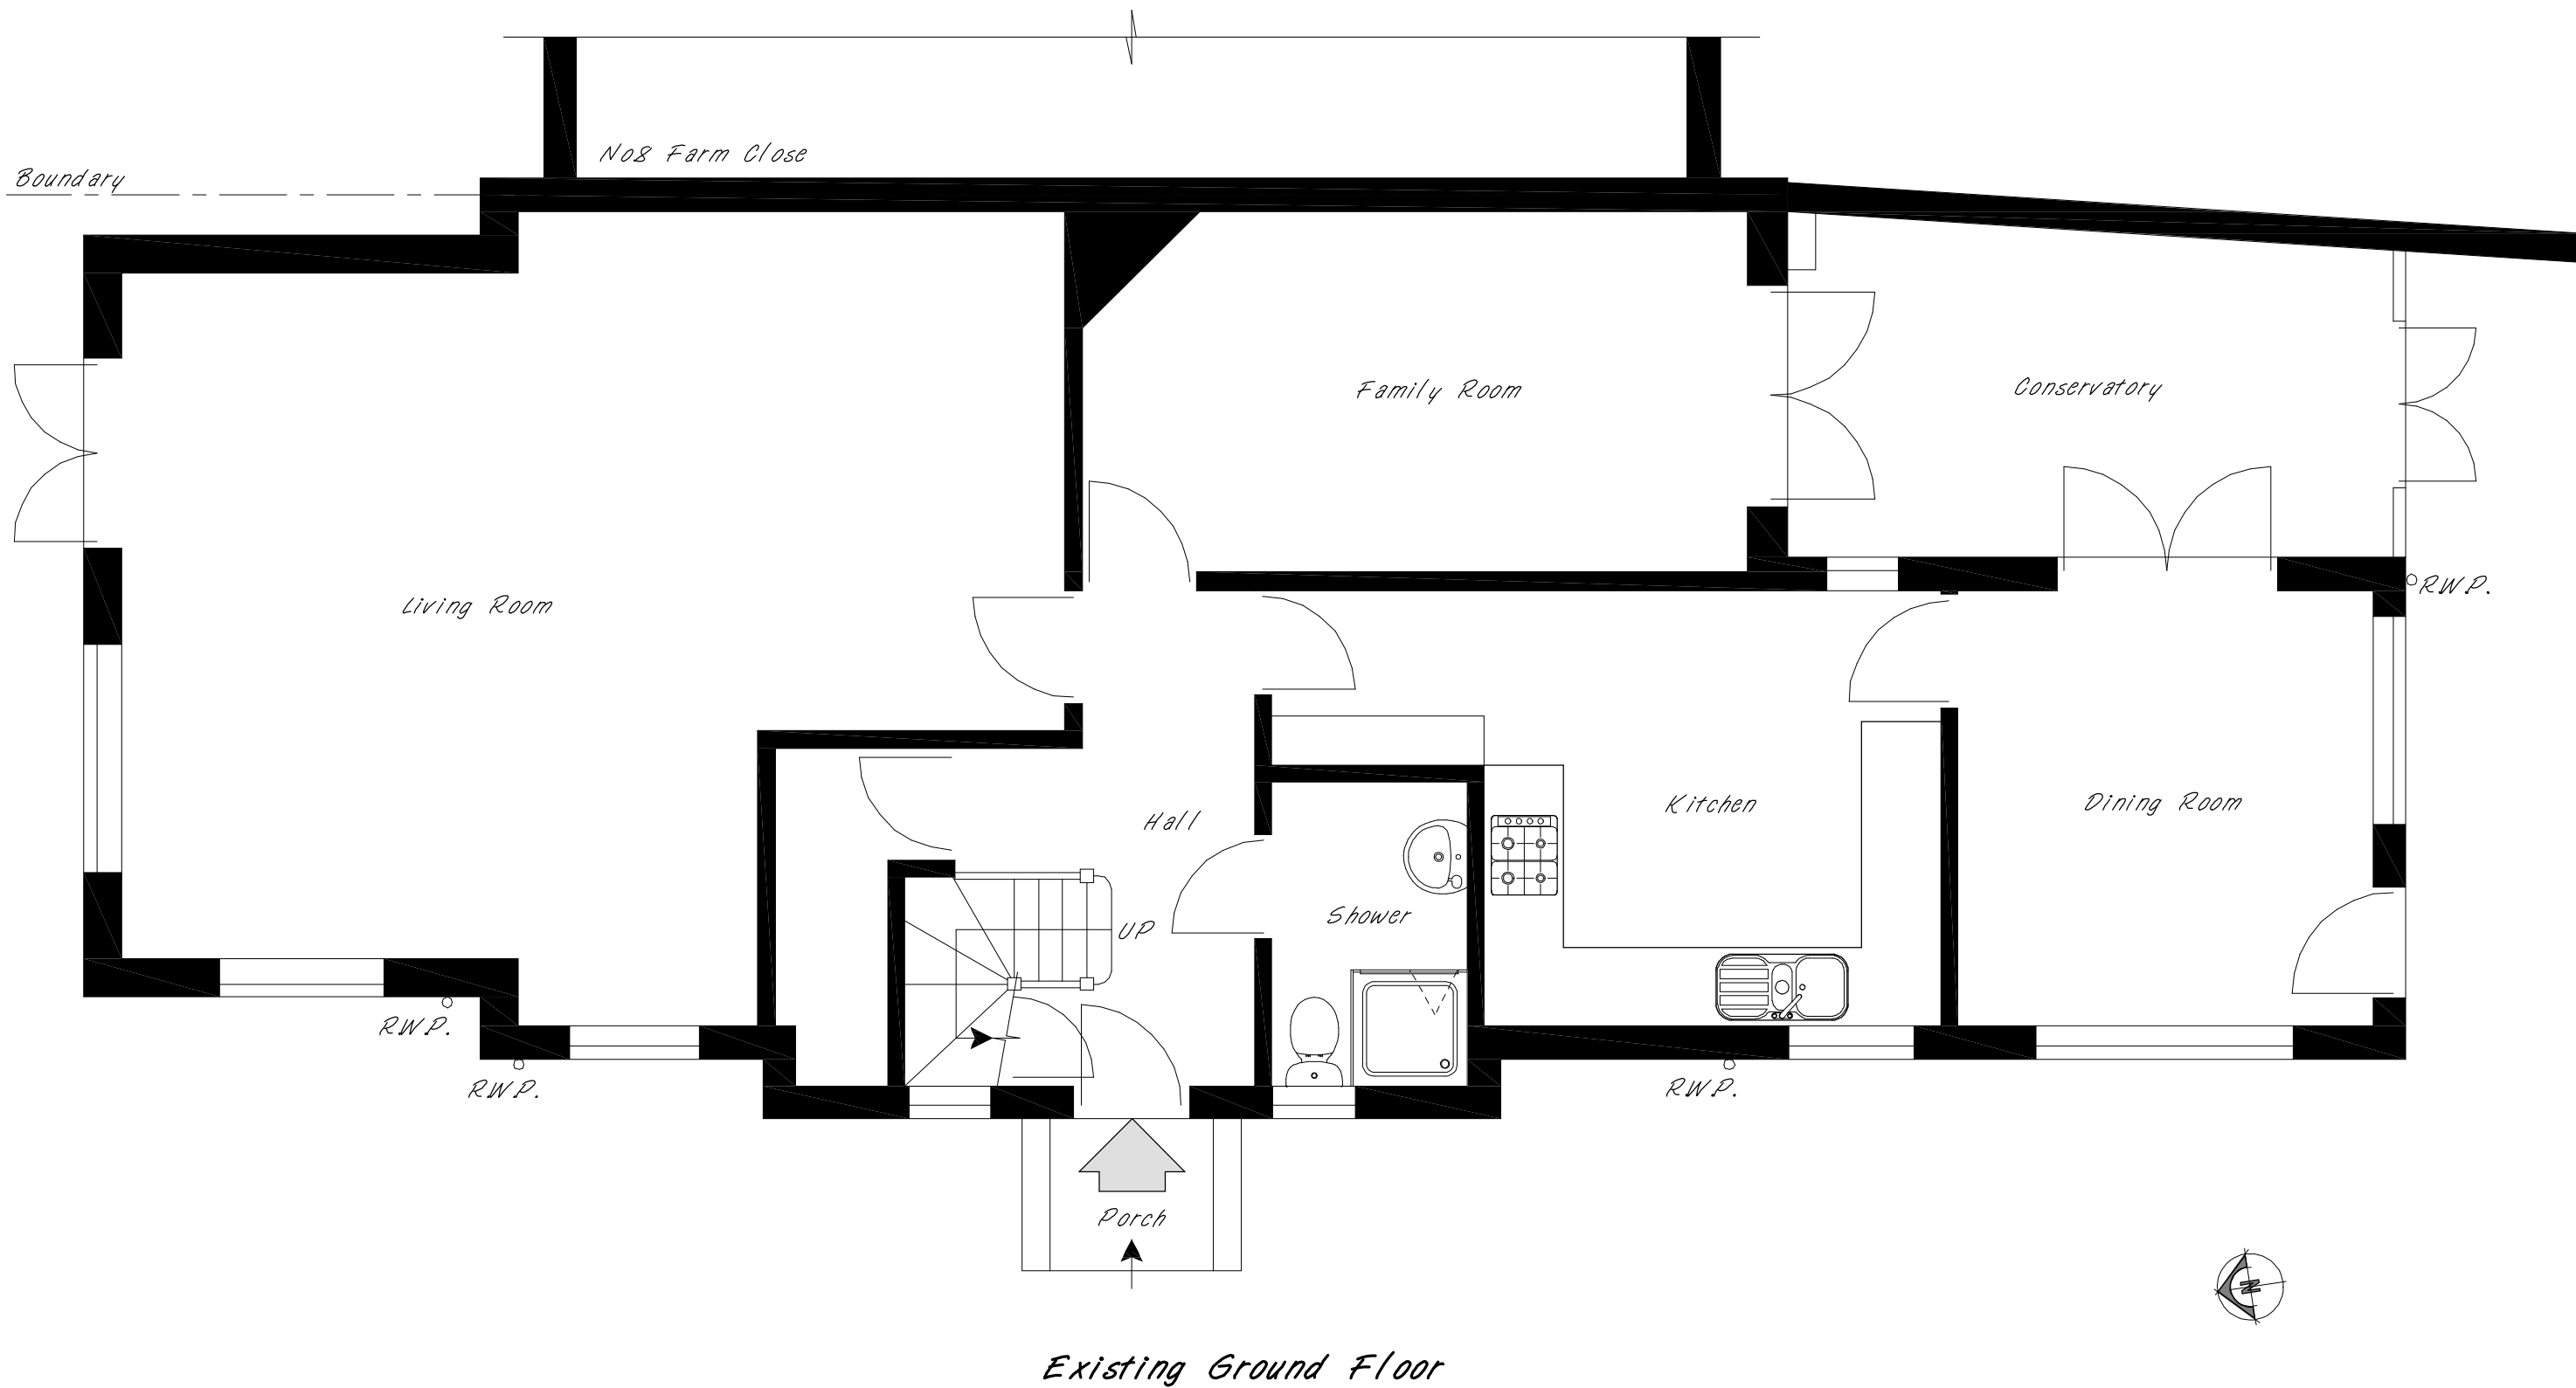 No8 Farm Close
Boundary
Family Room
Conservatory
Living Room
R.W.P.
Kitchen
Dining Room
Hall
Shower
UP
R.W.P.
R.W.P.
R.W.P.
Porch
N
Existing Ground Floor